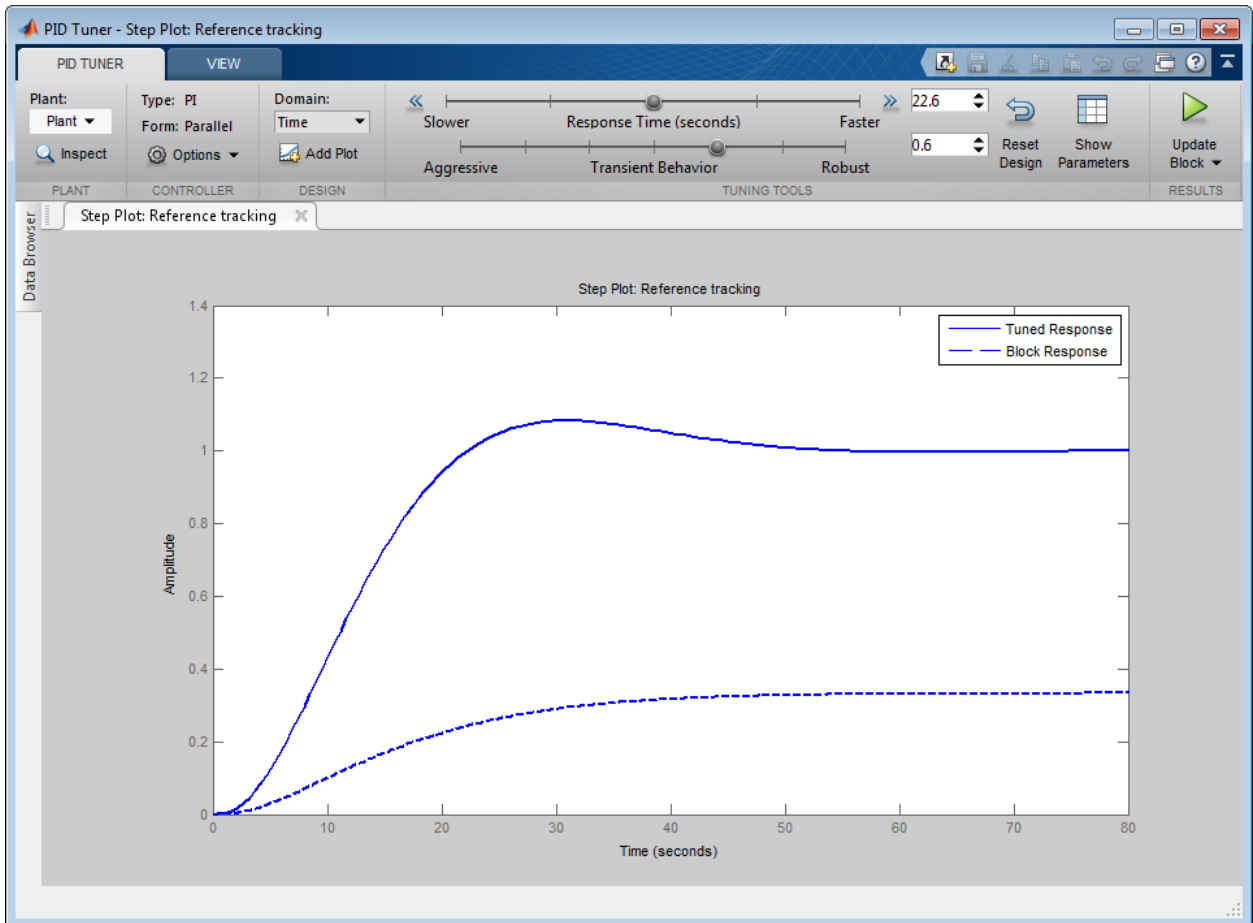 PID Tuner - Step Plot: Reference tracking
PID TUNER
VIEW
Plant:
Plant
Inspect
PLANT
Type: PI
Form: Parallel
Options
CONTROLLER
Domain:
Time
Add Plot
DESIGN
Slower
Response Time (seconds)
Faster
22.6
Aggressive
Transient Behavior
Robust
0.6
Reset
Design
Show
Parameters
TUNING TOOLS
Update
Block
RESULTS
Data Browser
Step Plot: Reference tracking
Step Plot: Reference tracking
Tuned Response
Block Response
Amplitude
1.4
1.2
1
0.8
0.6
0.4
0.2
0
0 10 20 30 40 50 60 70 80
Time (seconds)